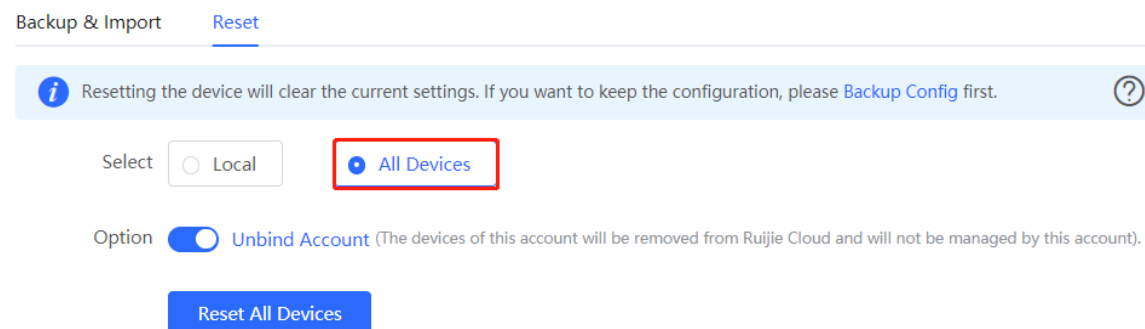 Backup & Import Reset
Resetting the device will clear the current settings. If you want to keep the configuration, please Backup Config first.
Select Local All Devices
Option Unbind Account (The devices of this account will be removed from Ruijie Cloud and will not be managed by this account).
Reset All Devices